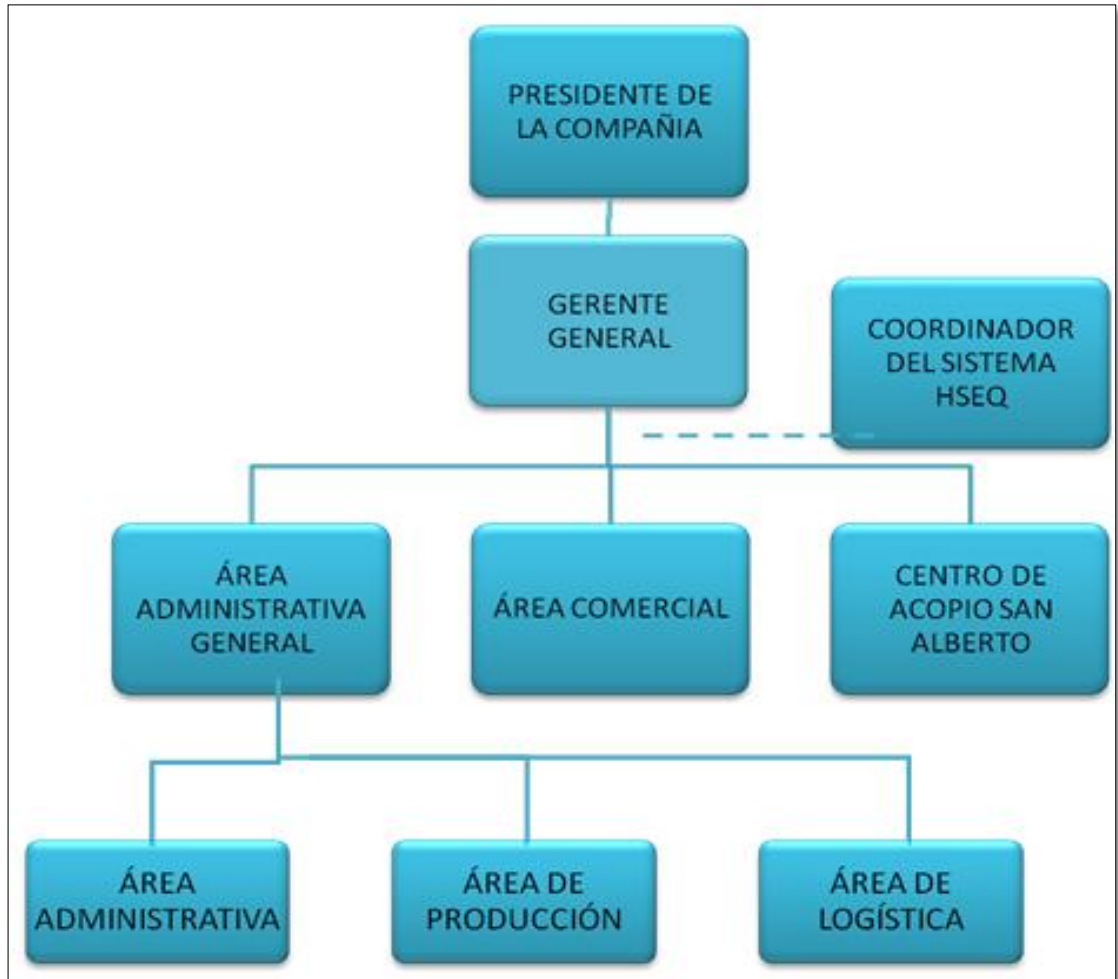 PRESIDENTE DE
LA COMPAÑIA
GERENTE
GENERAL
COORDINADOR
DEL SISTEMA
HSEQ
ÁREA
ADMINISTRATIVA
GENERAL
ÁREA COMERCIAL
CENTRO DE
ACOPIO SAN
ALBERTO
ÁREA
ADMINISTRATIVA
ÁREA DE
PRODUCCIÓN
ÁREA DE
LOGÍSTICA